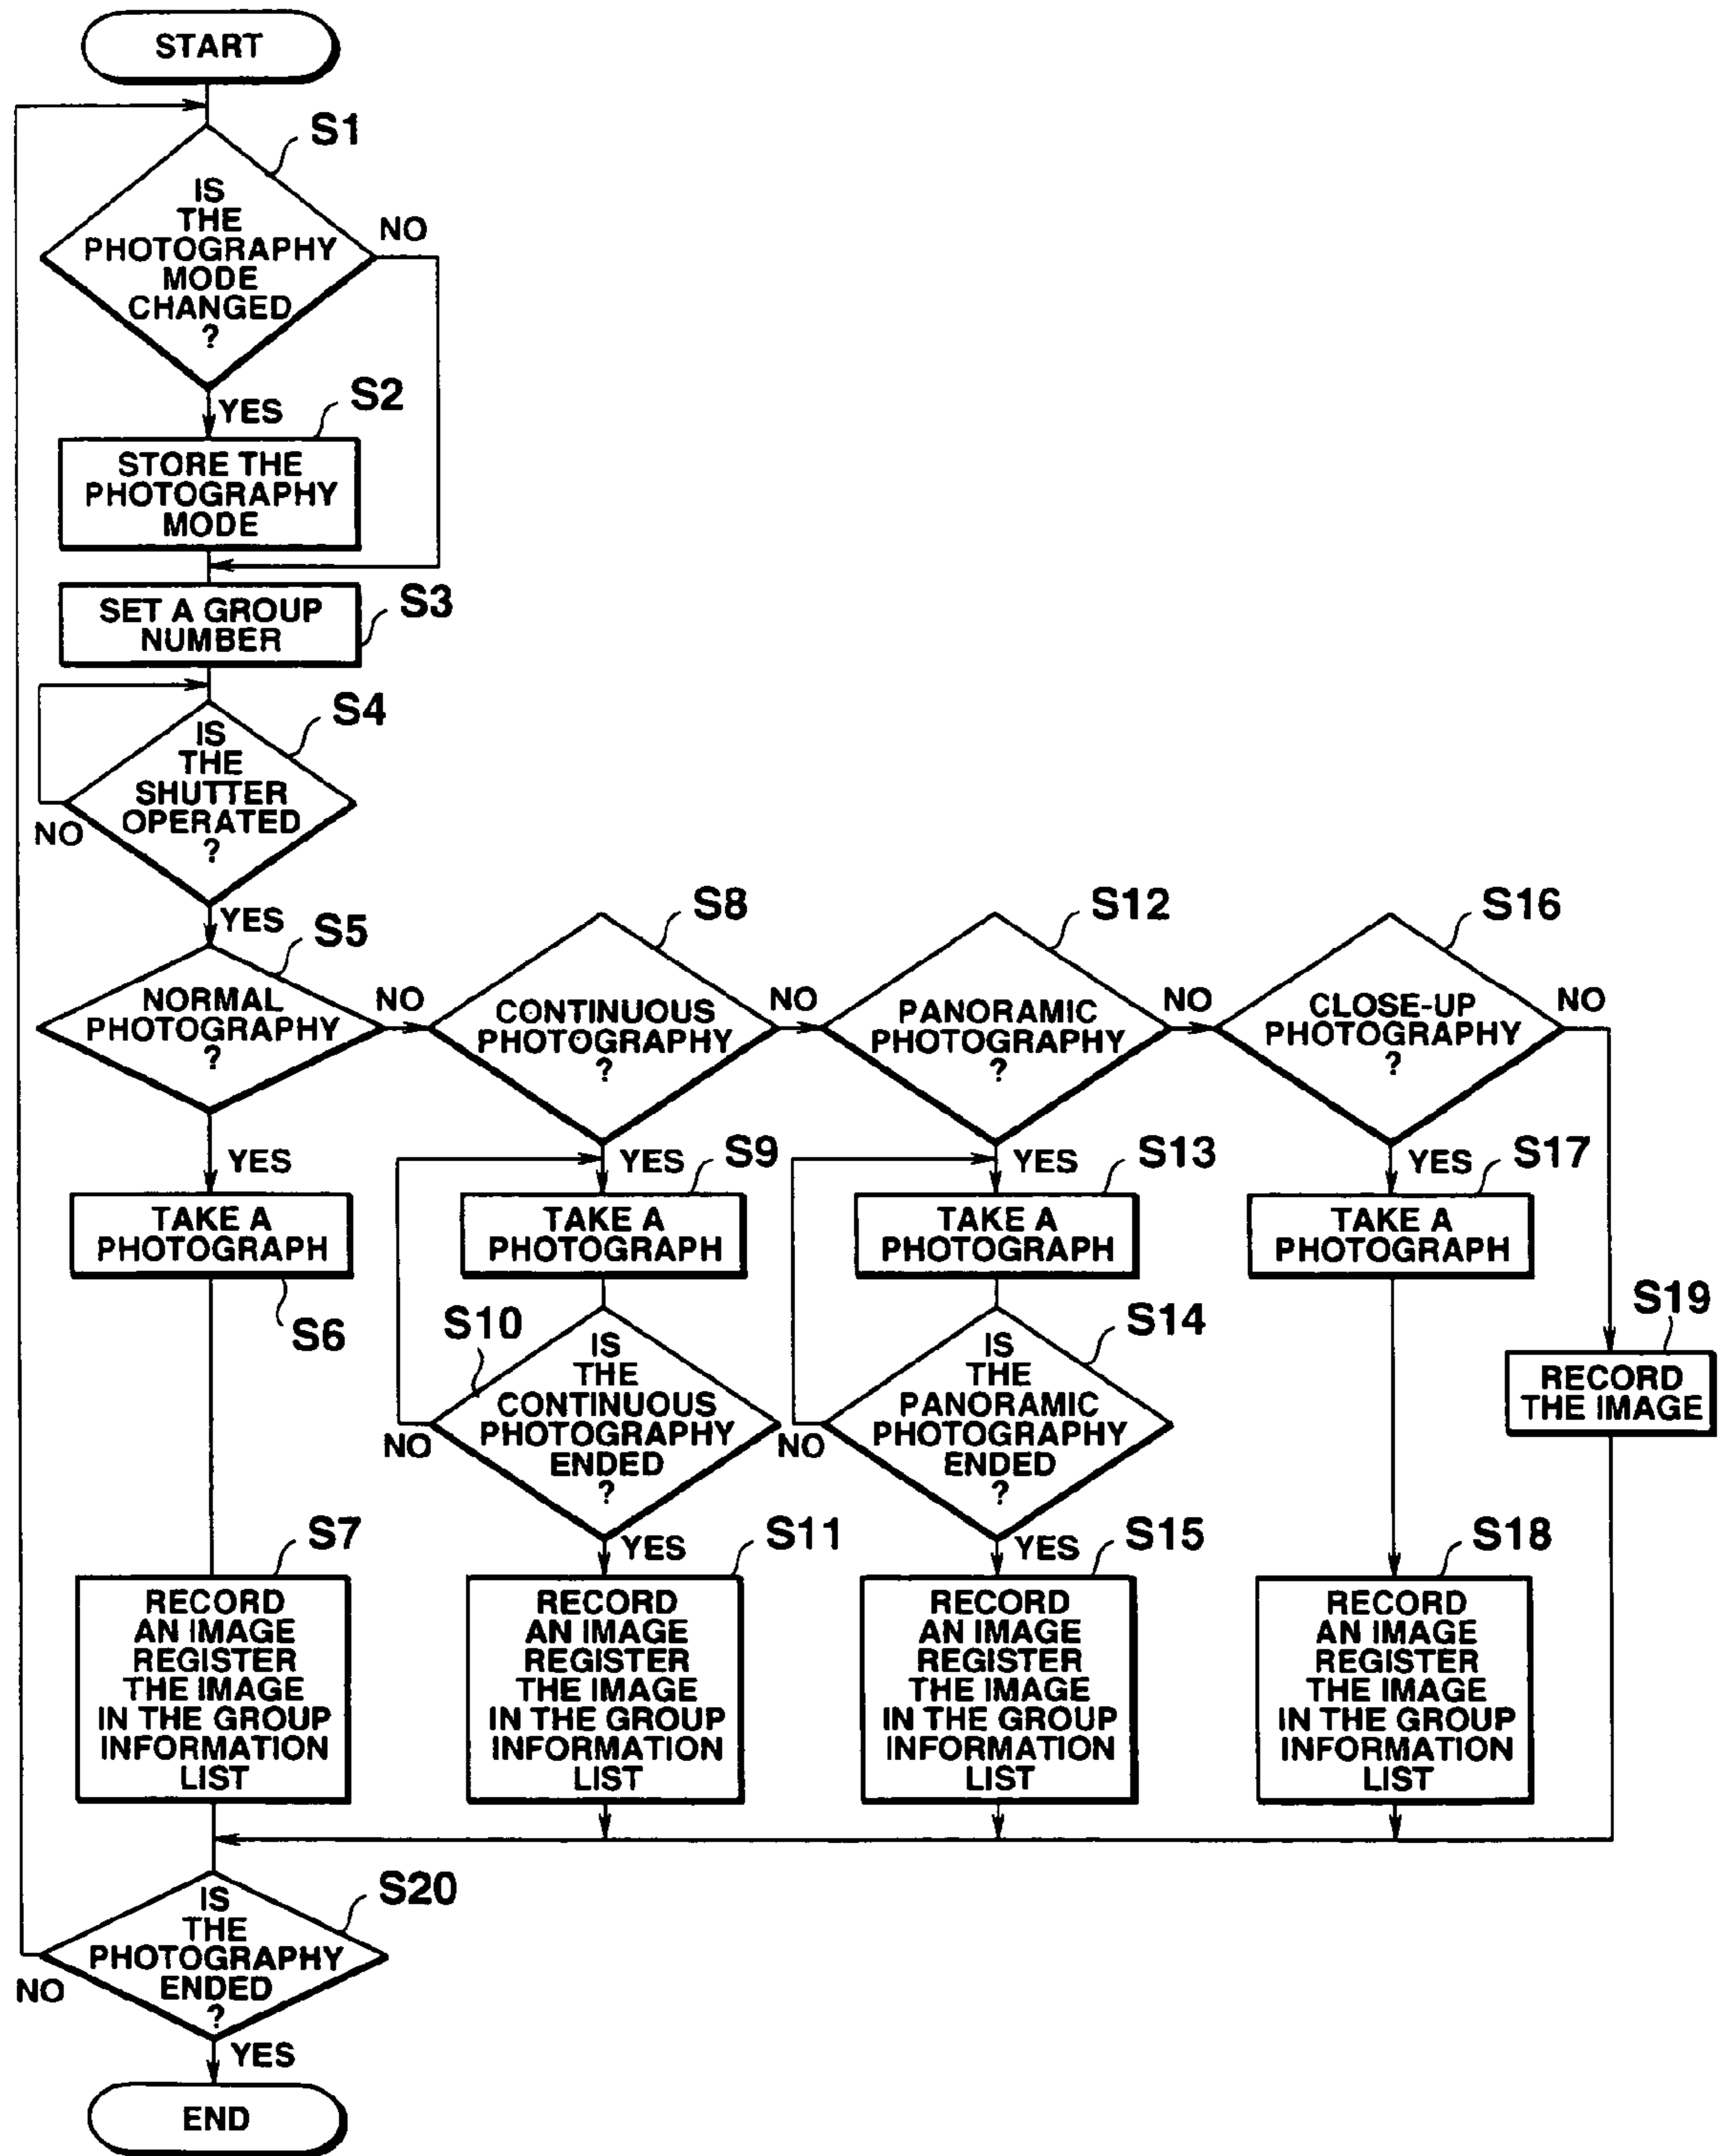 START
S1
IS
THE
PHOTOGRAPHY
MODE
CHANGED
?
NO
YES
S2
STORE THE
PHOTOGRAPHY
MODE
SET A GROUP
NUMBER
S3
S4
IS
THE
SHUTTER
OPERATED
?
NO
YES
S5
NORMAL
PHOTOGRAPHY
?
NO
YES
TAKE A
PHOTOGRAPH
S6
S7
RECORD
AN IMAGE
REGISTER
THE IMAGE
IN THE GROUP
INFORMATION
LIST
S8
CONTINUOUS
PHOTOGRAPHY
?
NO
YES
S9
TAKE A
PHOTOGRAPH
S10
IS
THE
CONTINUOUS
PHOTOGRAPHY
ENDED
?
NO
YES
S11
RECORD
AN IMAGE
REGISTER
THE IMAGE
IN THE GROUP
INFORMATION
LIST
S12
PANORAMIC
PHOTOGRAPHY
?
NO
YES
S13
TAKE A
PHOTOGRAPH
S14
IS
THE
PANORAMIC
PHOTOGRAPHY
ENDED
?
NO
YES
S15
RECORD
AN IMAGE
REGISTER
THE IMAGE
IN THE GROUP
INFORMATION
LIST
S16
CLOSE-UP
PHOTOGRAPHY
?
NO
YES
S17
TAKE A
PHOTOGRAPH
S18
RECORD
AN IMAGE
REGISTER
THE IMAGE
IN THE GROUP
INFORMATION
LIST
S19
RECORD
THE IMAGE
S20
IS
THE
PHOTOGRAPHY
ENDED
?
NO
YES
END